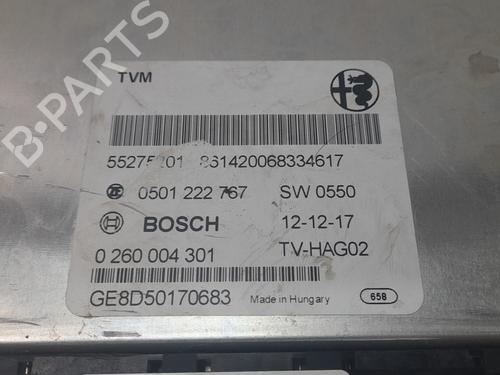 TVM
861420068334617
0501 222 767 SW 0550
BOSCH 12-12-17
0 260 004 301 TV-HAG02
GE8D50170683 Made in Hungary 658
B-PARTS